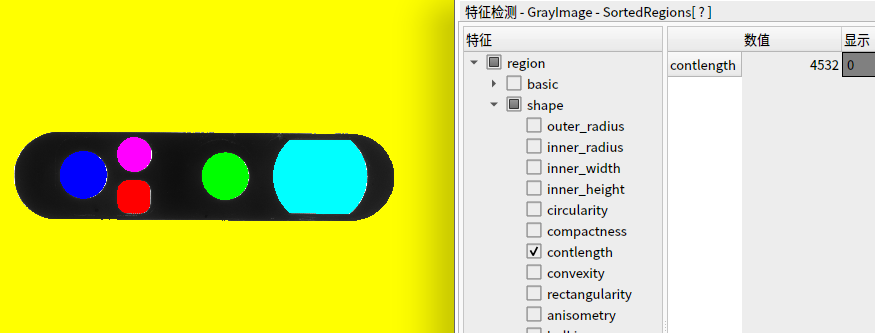 特征检测 - GrayImage - SortedRegions[ ? ]
特征
数值 显示
region
contlength 4532 0
basic
shape
outer_radius
inner_radius
inner_width
inner_height
circularity
compactness
contlength
convexity
rectangularity
anisometry